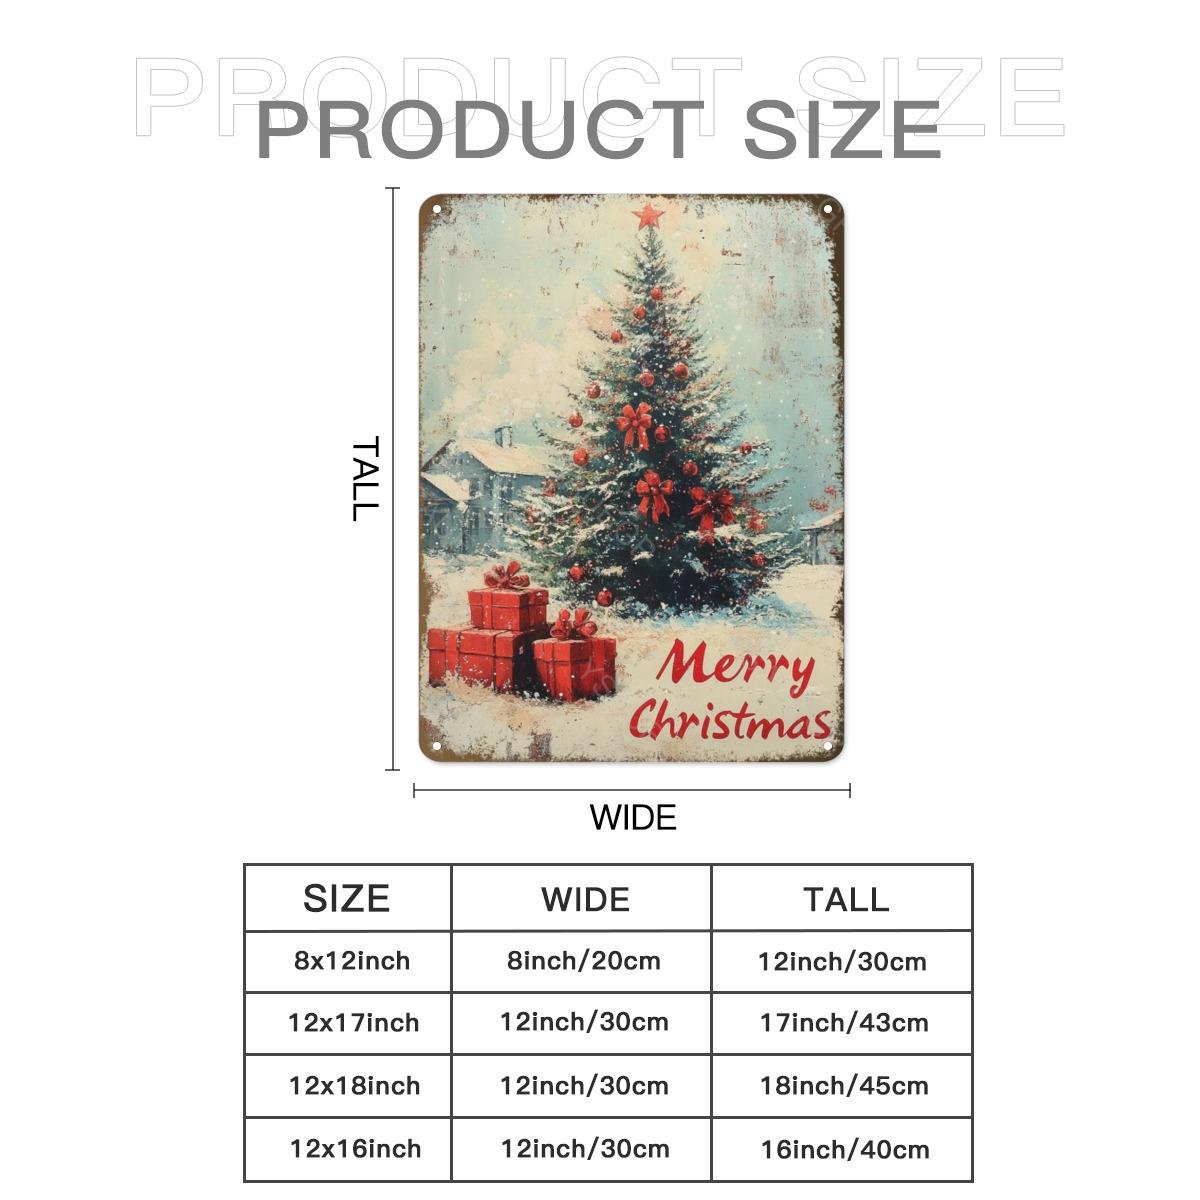 PRODUCT SIZE
PRODUCT SIZE
TALL
Merry
Christmas
WIDE
SIZE WIDE TALL
8x12inch 8inch/20cm 12inch/30cm
12x17inch 12inch/30cm 17inch/43cm
12x18inch 12inch/30cm 18inch/45cm
12x16inch 12inch/30cm 16inch/40cm